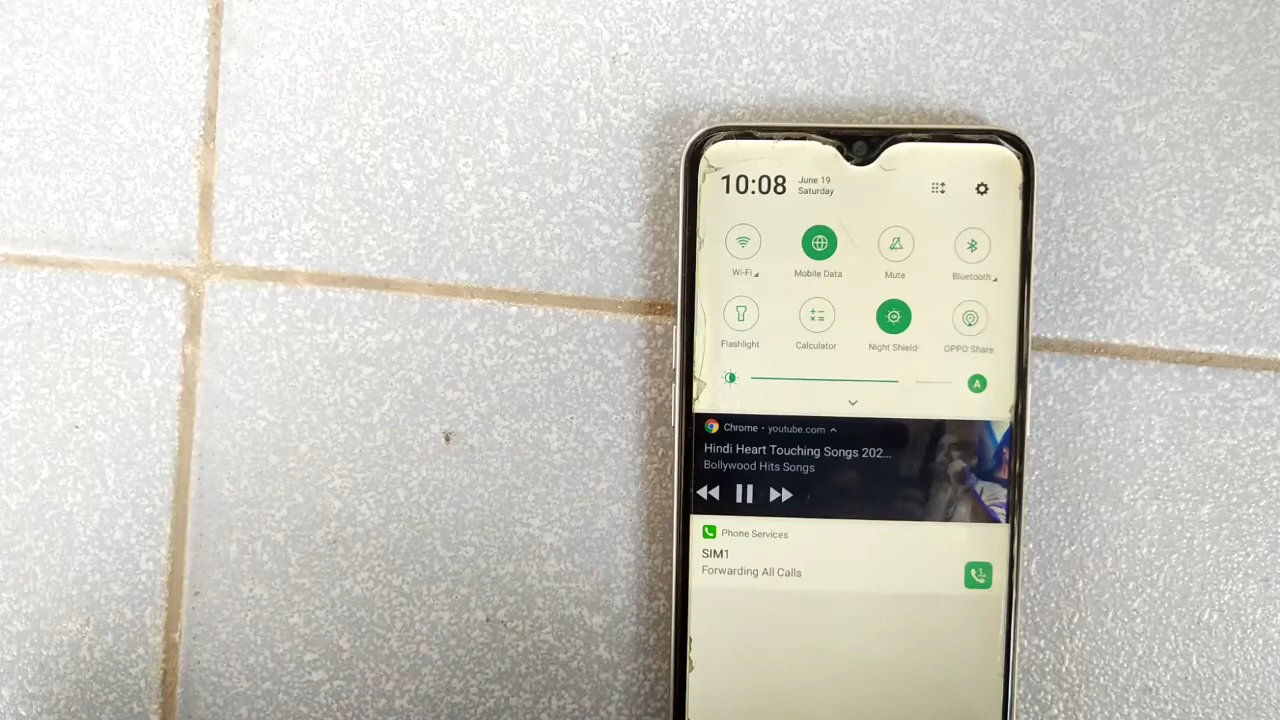 10:08
June 19
Saturday
Wi-Fi
Mobile Data
Mute
Bluetooth
Flashlight
Calculator
Night Shield
OPPO Share
A
Chrome • youtube.com
Hindi Heart Touching Songs 202...
Bollywood Hits Songs
Phone Services
SIM1
Forwarding All Calls
1